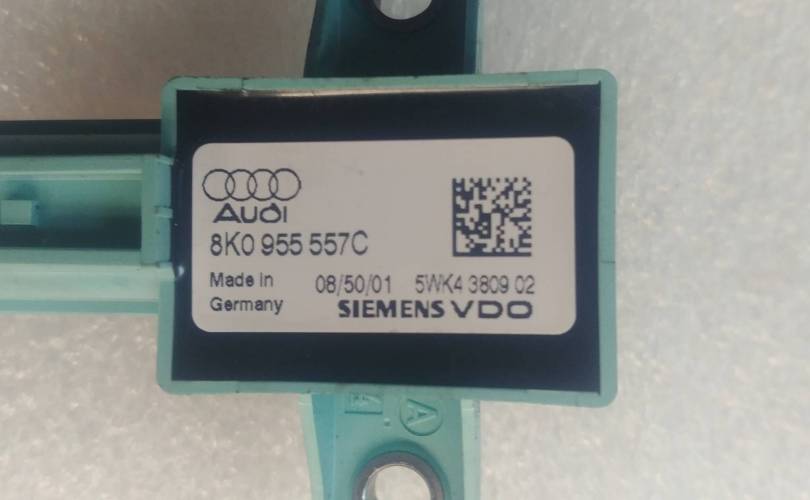 Audi
8K0 955 557C
Made in
Germany
08/50/01 5WK4 3809 02
SIEMENS VDO
A